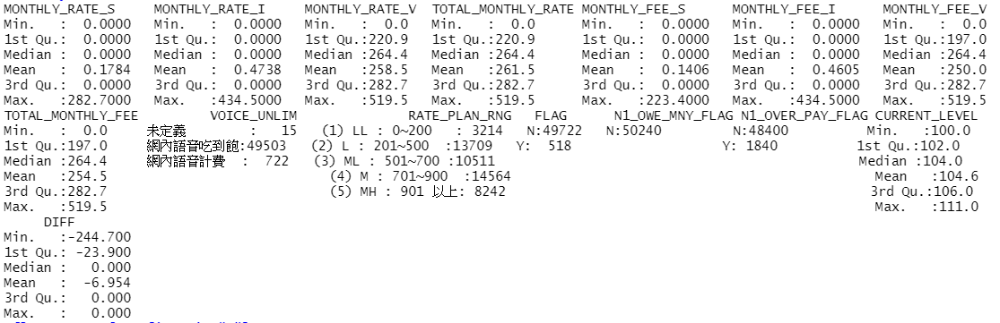 MONTHLY_RATE_S MONTHLY_RATE_I MONTHLY_RATE_V TOTAL_MONTHLY_RATE MONTHLY_FEE_S MONTHLY_FEE_I MONTHLY_FEE_V
Min. : 0.0000 Min. : 0.0000 Min. : 0.0 Min. : 0.0 Min. : 0.0000 Min. : 0.0000 Min. : 0.0
1st Qu.: 0.0000 1st Qu.: 0.0000 1st Qu.:220.9 1st Qu.:220.9 1st Qu.: 0.0000 1st Qu.: 0.0000 1st Qu.:197.0
Median : 0.0000 Median : 0.0000 Median :264.4 Median :264.4 Median : 0.0000 Median : 0.0000 Median :264.4
Mean : 0.1784 Mean : 0.4738 Mean :258.5 Mean :261.5 Mean : 0.1406 Mean : 0.4605 Mean :250.0
3rd Qu.: 0.0000 3rd Qu.: 0.0000 3rd Qu.:282.7 3rd Qu.:282.7 3rd Qu.: 0.0000 3rd Qu.: 0.0000 3rd Qu.:282.7
Max. :282.7000 Max. :434.5000 Max. :519.5 Max. :519.5 Max. :223.4000 Max. :434.5000 Max. :519.5
TOTAL_MONTHLY_FEE VOICE_UNLIM RATE_PLAN_RNG FLAG N1_OWE_MNY_FLAG N1_OVER_PAY_FLAG CURRENT_LEVEL
Min. : 0.0 未定義 : 15 (1) LL : 0~200 : 3214 N:49722 N:50240 N:48400 Min. :100.0
1st Qu.:197.0 網內語音吃到飽:49503 (2) L : 201~500 :13709 Y: 518 Y: 1840 1st Qu.:102.0
Median :264.4 網內語音計費 : 722 (3) ML : 501~700 :10511 Median :104.0
Mean :254.5 (4) M : 701~900 :14564 Mean :104.6
3rd Qu.:282.7 (5) MH : 901 以上: 8242 3rd Qu.:106.0
Max. :519.5 Max. :111.0
DIFF
Min. :-244.700
1st Qu.: -23.900
Median : 0.000
Mean : -6.954
3rd Qu.: 0.000
Max. : 0.000